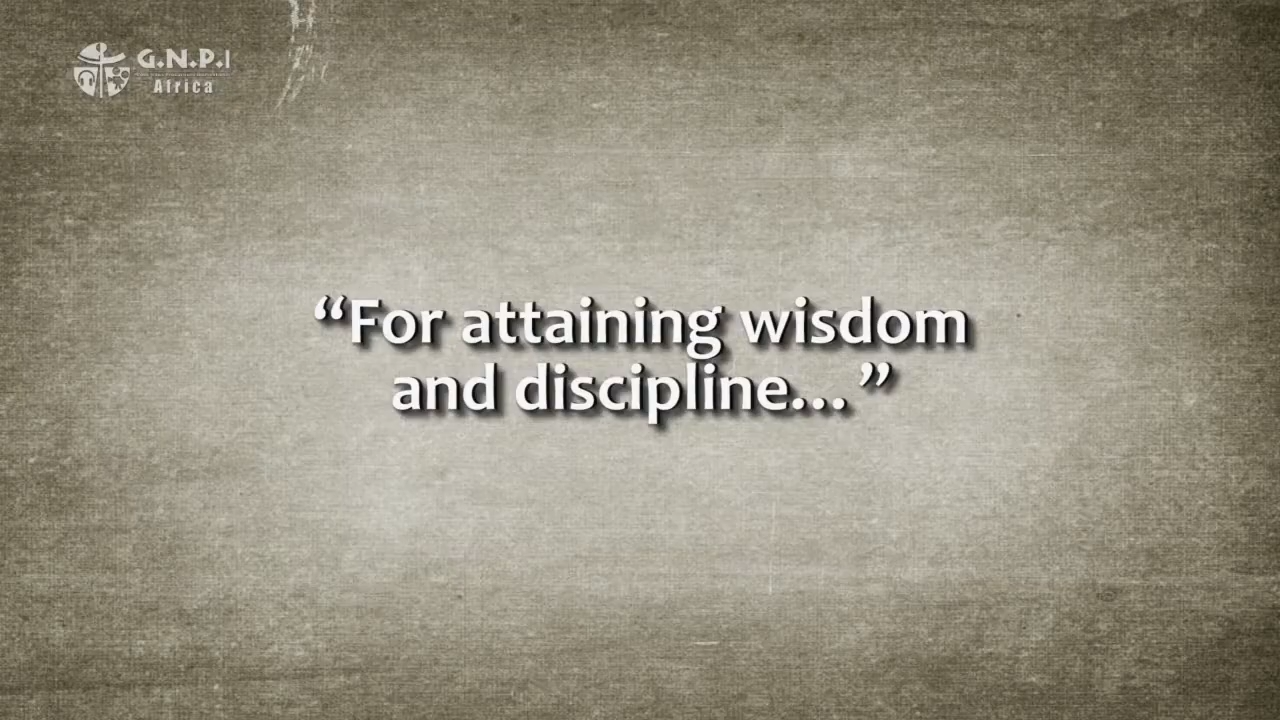 G.N.P.I
Africa
“For attaining wisdom
and discipline...”